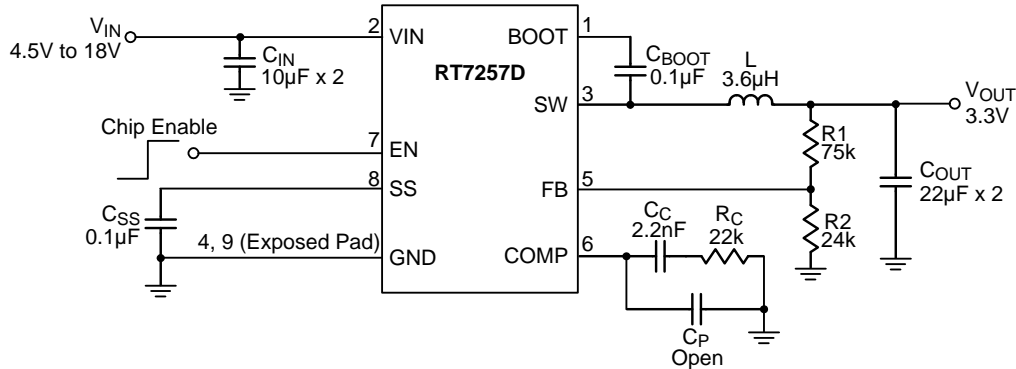 VIN
4.5V to 18V
CIN
10µF x 2
2
VIN
BOOT
1
RT7257D
CBOOT
0.1µF
L
3.6µH
SW
3
VOUT
3.3V
Chip Enable
7
EN
R1
75k
COUT
22µF x 2
8
SS
FB
5
CSS
0.1µF
R2
24k
4, 9 (Exposed Pad)
GND
COMP
6
CC
2.2nF
RC
22k
CP
Open